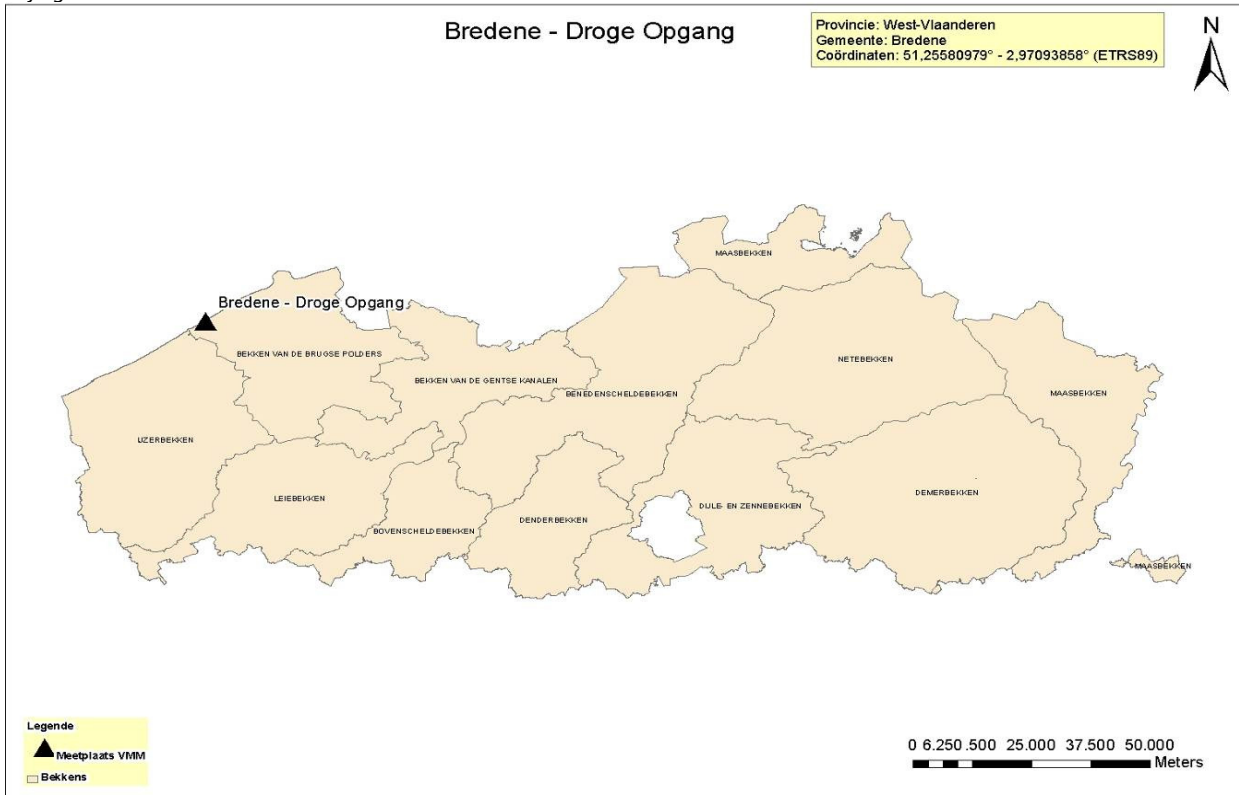 Bredene - Droge Opgang
Provincie: West-Vlaanderen
Gemeente: Bredene
Coördinaten: 51,25580979° - 2,97093858° (ETRS89)
N
MAASBEKKEN
Bredene - Droge Opgang
BEKKEN VAN DE BRUGSE POLDERS
NETEBEKKEN
BEKKEN VAN DE GENTSE KANALEN
BENEDENSCHELDEBEKKEN
MAASBEKKEN
IJZERBEKKEN
LEIEBEKKEN
DEMERBEKKEN
BOVENSCHELDEBEKKEN
DENDERBEKKEN
DIJLE- EN ZENNEBEKKEN
MAASBEKKEN
Legende
Meetplaats VMM
Bekkens
0 6.250.500 25.000 37.500 50.000
Meters